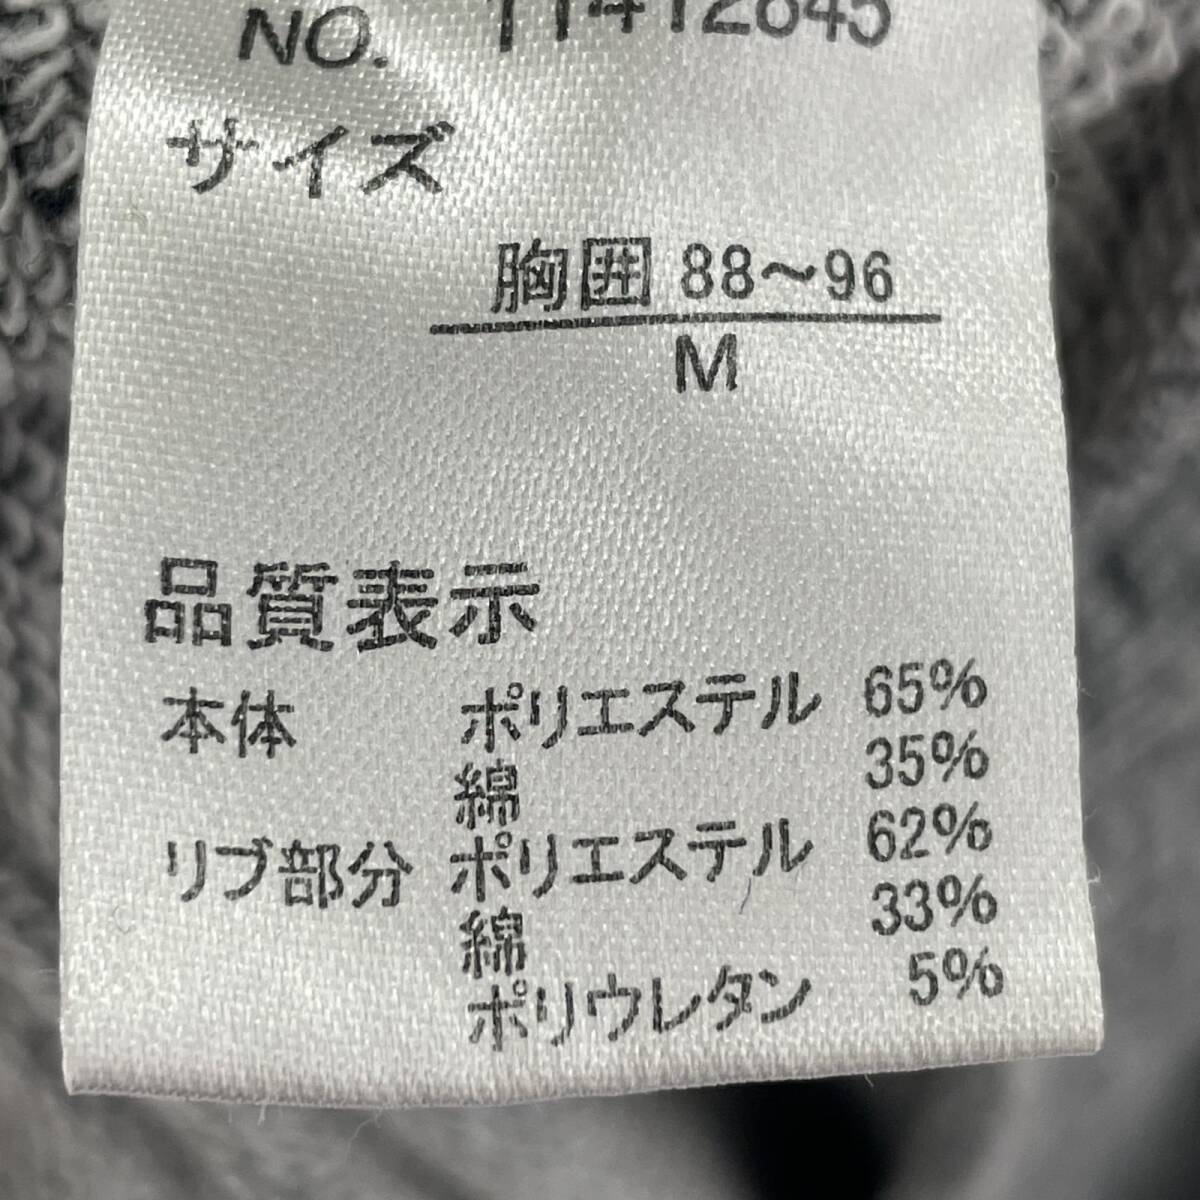 NO. 11412845
サイズ
胸囲 88～96
M
品質表示
本体 ポリエステル 65%
綿 35%
リブ部分 ポリエステル 62%
綿 33%
ポリウレタン 5%